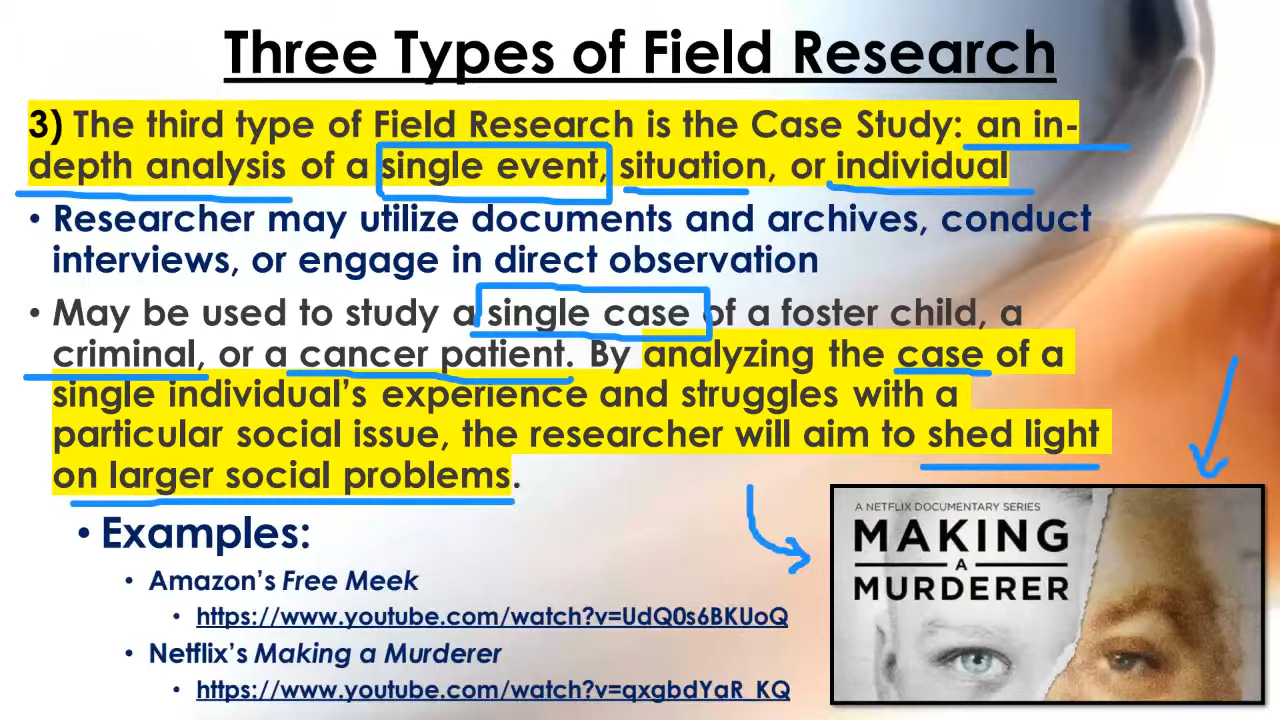 Three Types of Field Research
3) The third type of Field Research is the Case Study: an in-
depth analysis of a single event, situation, or individual
• Researcher may utilize documents and archives, conduct
interviews, or engage in direct observation
• May be used to study a single case of a foster child, a
criminal, or a cancer patient. By analyzing the case of a
single individual’s experience and struggles with a
particular social issue, the researcher will aim to shed light
on larger social problems.
• Examples:
• Amazon’s Free Meek
• https://www.youtube.com/watch?v=UdQ0s6BKUoQ
• Netflix’s Making a Murderer
• https://www.youtube.com/watch?v=qxgbdYaR_KQ
A NETFLIX DOCUMENTARY SERIES
MAKING
A
MURDERER